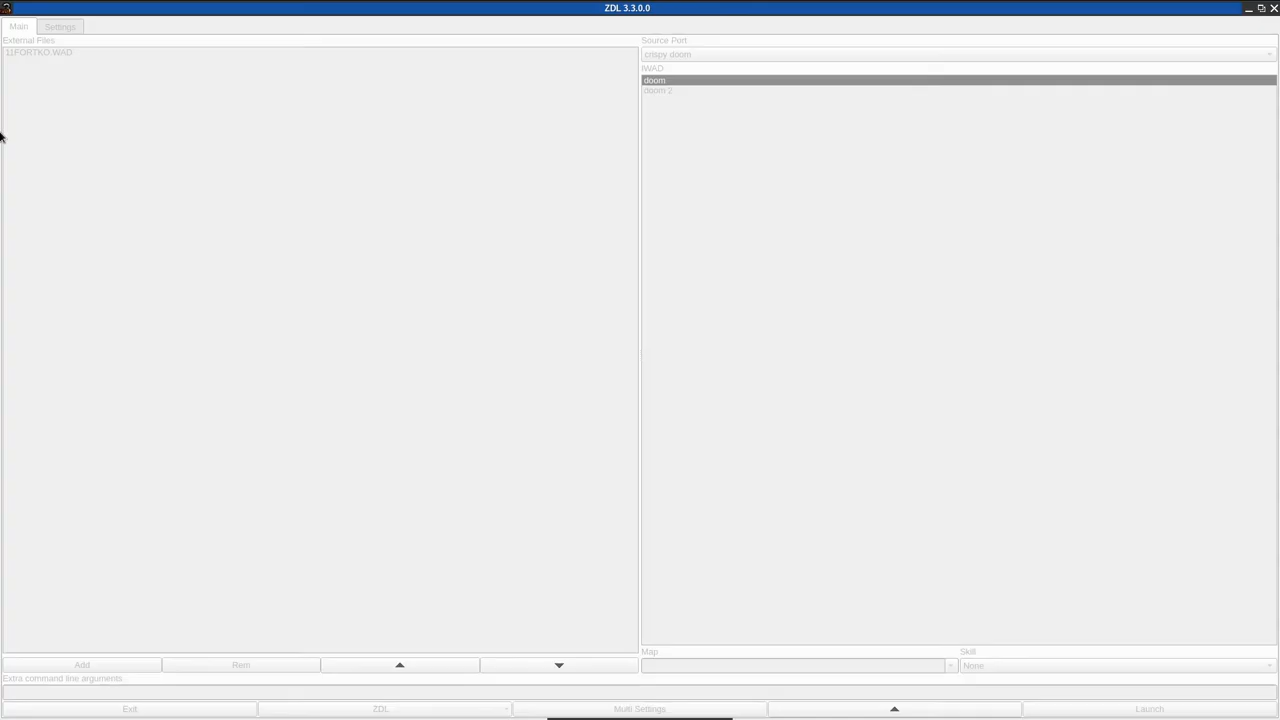 ZDL 3.3.0.0
Main
Settings
External Files
11FORTKO.WAD
Source Port
crispy doom
IWAD
doom
doom 2
Map
Skill
None
Add
Rem
Extra command line arguments
Exit
ZDL
Multi Settings
Launch